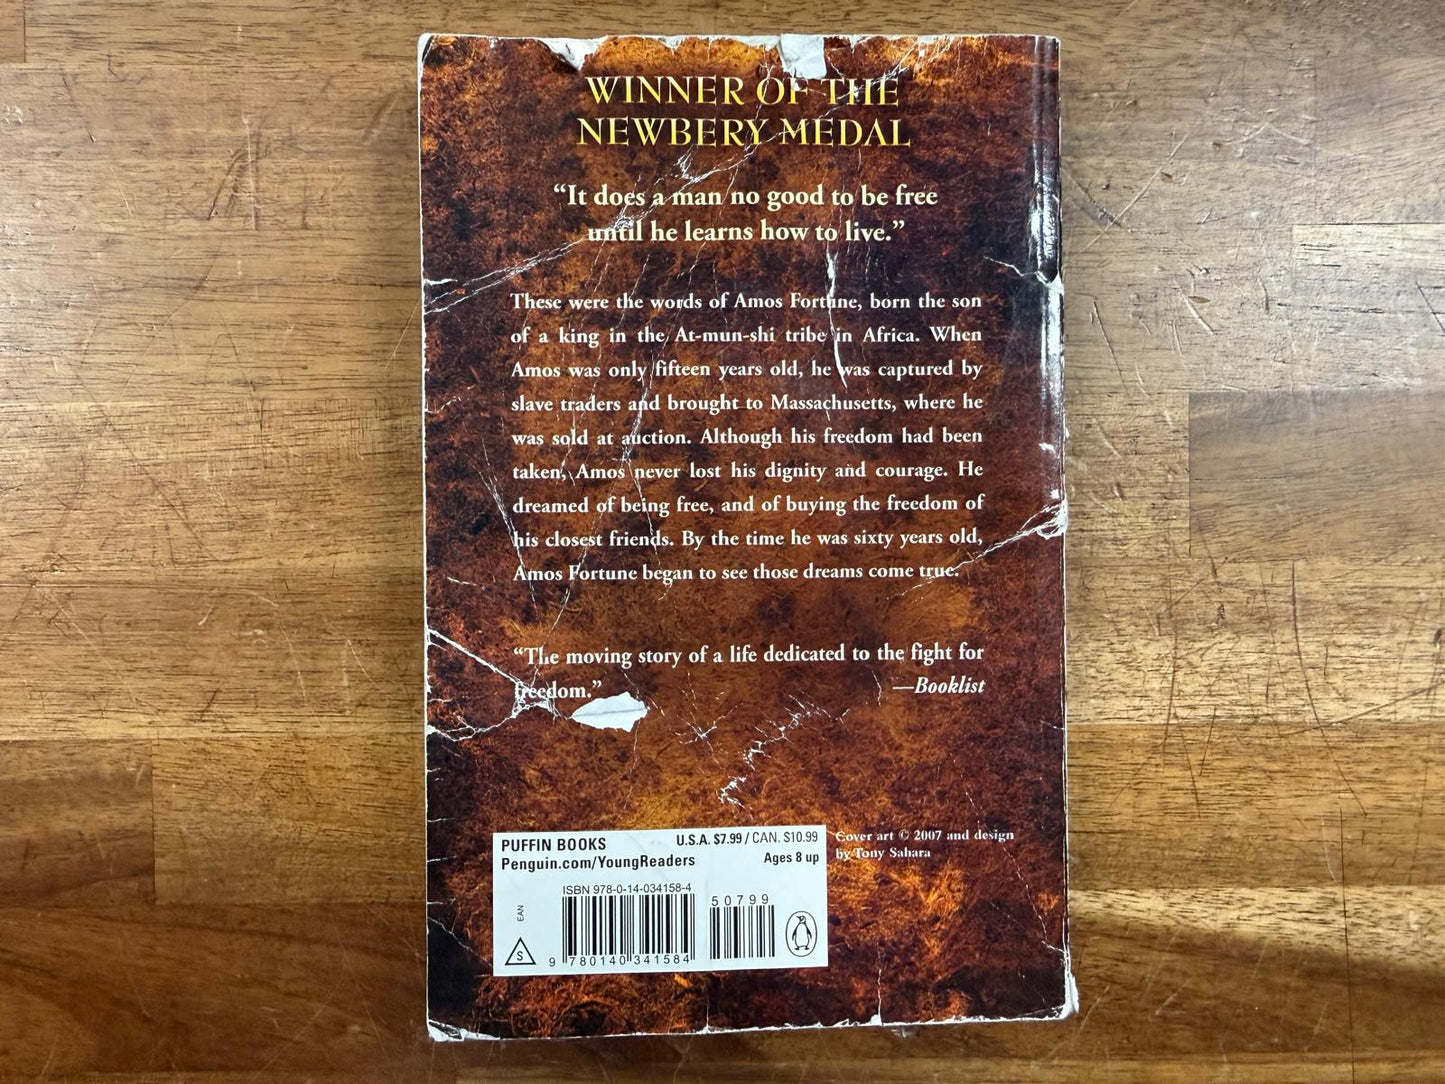 WINNER OF THE
NEWBERY MEDAL
“It does a man no good to be free
until he learns how to live.”
These were the words of Amos Fortune, born the son
of a king in the At-mun-shi tribe in Africa. When
Amos was only fifteen years old, he was captured by
slave traders and brought to Massachusetts, where he
was sold at auction. Although his freedom had been
taken, Amos never lost his dignity and courage. He
dreamed of being free, and of buying the freedom of
his closest friends. By the time he was sixty years old,
Amos Fortune began to see those dreams come true.
“The moving story of a life dedicated to the fight for
freedom.” —Booklist
Cover art © 2007 and design
by Tony Sahara
PUFFIN BOOKS U.S.A. $7.99 / CAN. $10.99
Penguin.com/YoungReaders Ages 8 up
ISBN 978-0-14-034158-4
50799
EAN
S
9 780140 341584